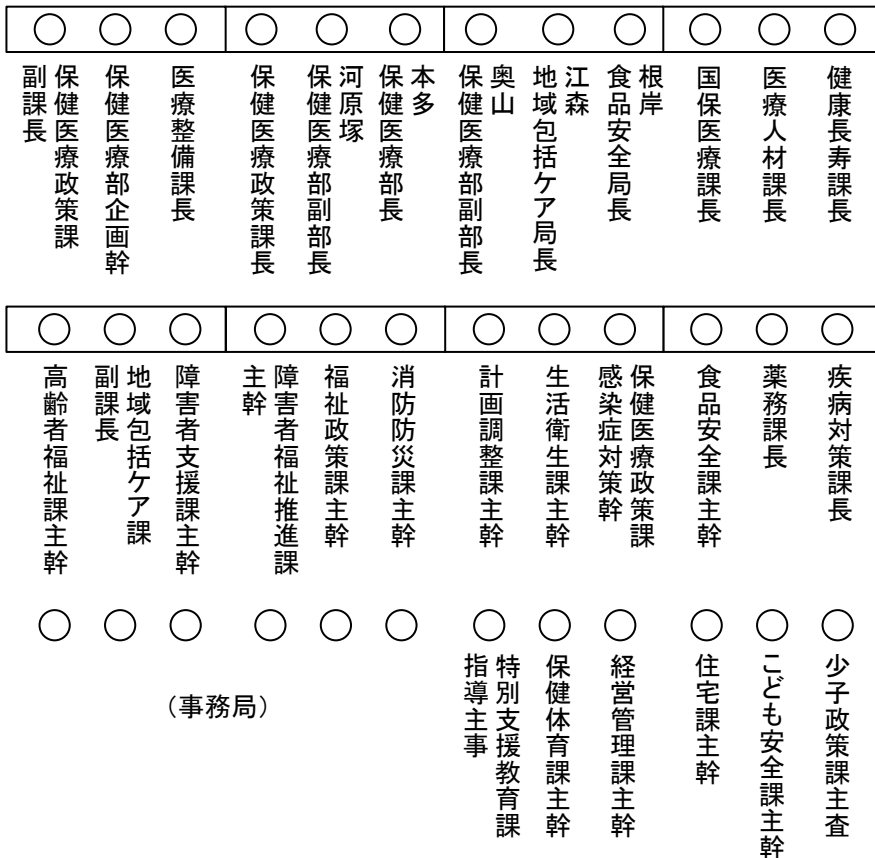 健康長寿課長
医療人材課長
国保医療課長
根岸
食品安全局長
江森
地域包括ケア局長
奥山
保健医療部副部長
本多
保健医療部長
河原塚
保健医療部副部長
保健医療政策課長
医療整備課長
保健医療部企画幹
保健医療政策課
副課長
疾病対策課長
薬務課長
食品安全課主幹
保健医療政策課
感染症対策幹
生活衛生課主幹
計画調整課主幹
消防防災課主幹
福祉政策課主幹
障害者福祉推進課
主幹
障害者支援課主幹
地域包括ケア課
副課長
高齢者福祉課主幹
少子政策課主査
こども安全課主幹
住宅課主幹
経営管理課主幹
保健体育課主幹
特別支援教育課
指導主事
（事務局）